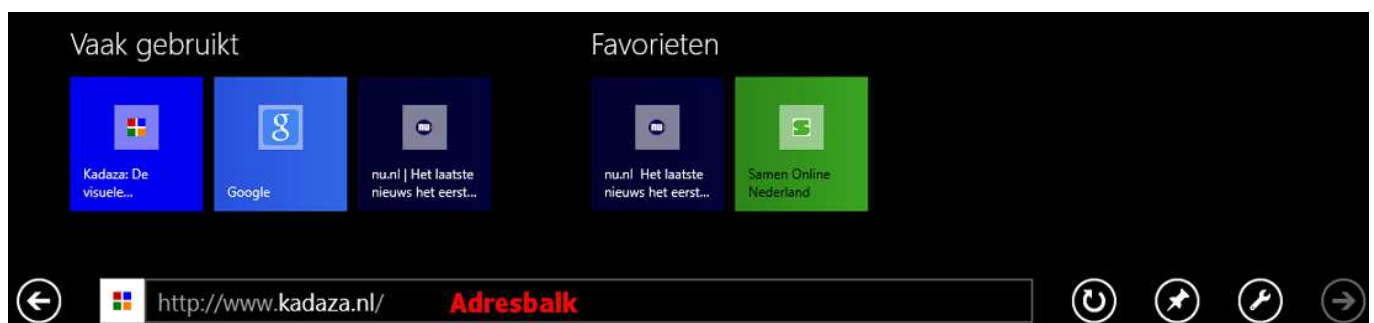 Vaak gebruikt
Favorieten
Kadaza: De
visuele...
Google
nu.nl | Het laatste
nieuws het eerst...
nu.nl Het laatste
nieuws het eerst...
Samen Online
Nederland
http://www.kadaza.nl/ Adresbalk